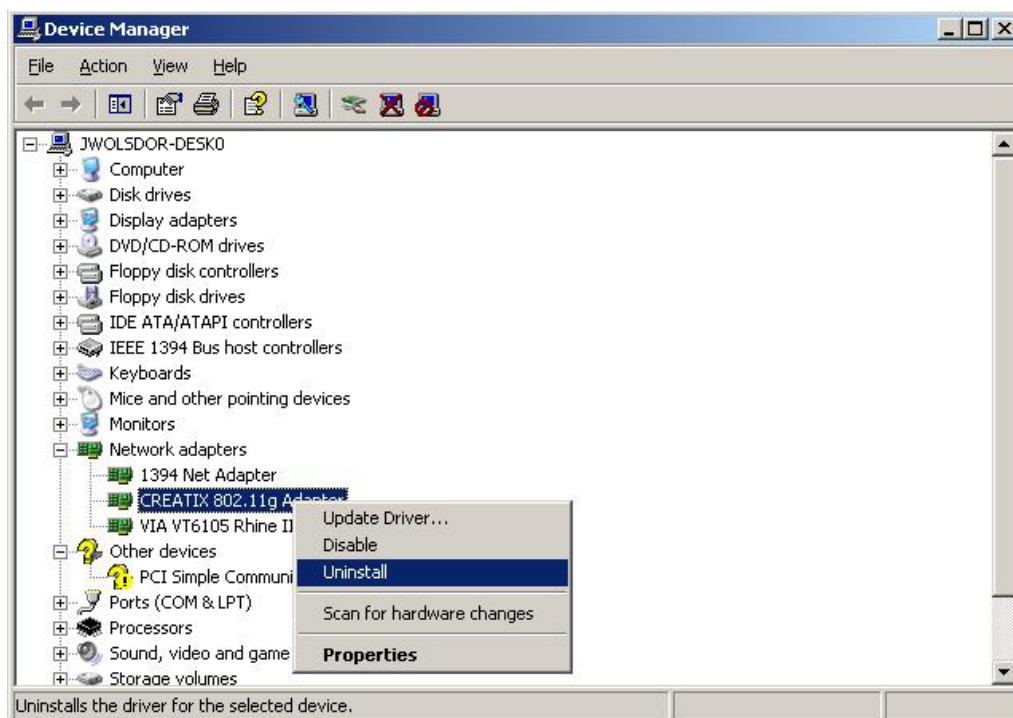 Device Manager
File Action View Help
JWOLSDOR-DESK0
Computer
Disk drives
Display adapters
DVD/CD-ROM drives
Floppy disk controllers
Floppy disk drives
IDE ATA/ATAPI controllers
IEEE 1394 Bus host controllers
Keyboards
Mice and other pointing devices
Monitors
Network adapters
1394 Net Adapter
CREATIX 802.11g Adapter
VIA VT6105 Rhine II
Other devices
PCI Simple Communi
Ports (COM & LPT)
Processors
Sound, video and game
Storage volumes
Update Driver...
Disable
Uninstall
Scan for hardware changes
Properties
Uninstalls the driver for the selected device.